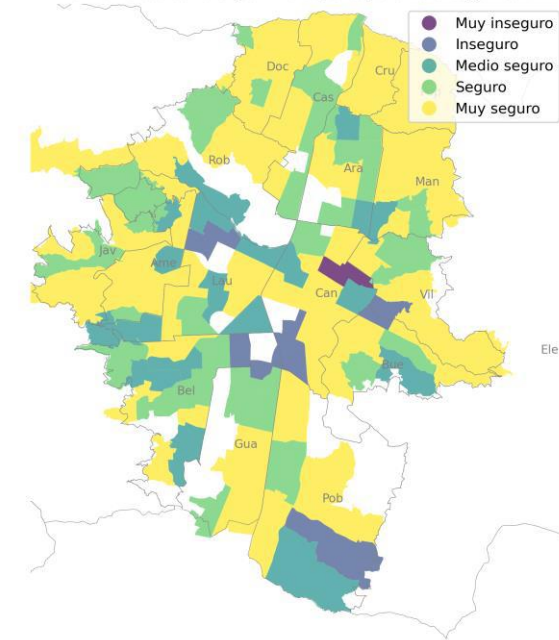 Muy inseguro
Inseguro
Medio seguro
Seguro
Muy seguro
Doc
Cru
Cas
Rob
Ara
Man
Jav
Ame
Lau
Can
Vil
Ele
Bue
Bel
Gua
Pob